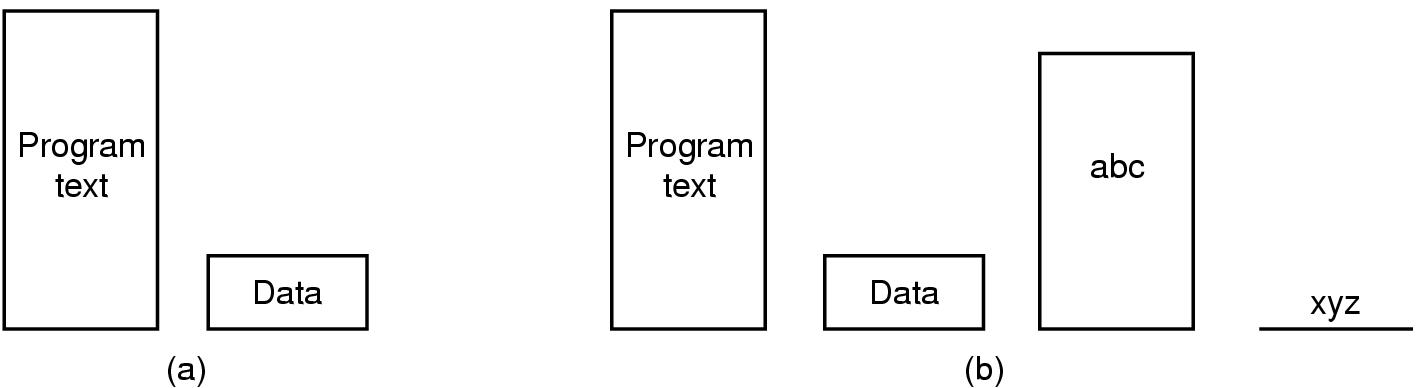 Program
text
Data
(a)
Program
text
Data
abc
xyz
(b)